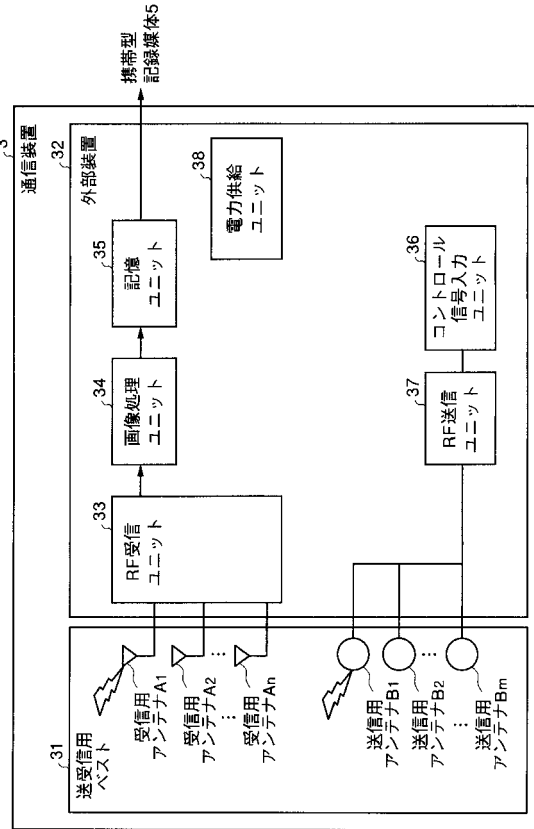 3
通信装置
31
送受信用
ベスト
受信用
アンテナA1
受信用
アンテナA2
⋮
受信用
アンテナAn
送信用
アンテナB1
送信用
アンテナB2
⋮
送信用
アンテナBm
32
外部装置
33
RF受信
ユニット
34
画像処理
ユニット
35
記憶
ユニット
携帯型
記録媒体5
38
電力供給
ユニット
37
RF送信
ユニット
36
コントロール
信号入力
ユニット